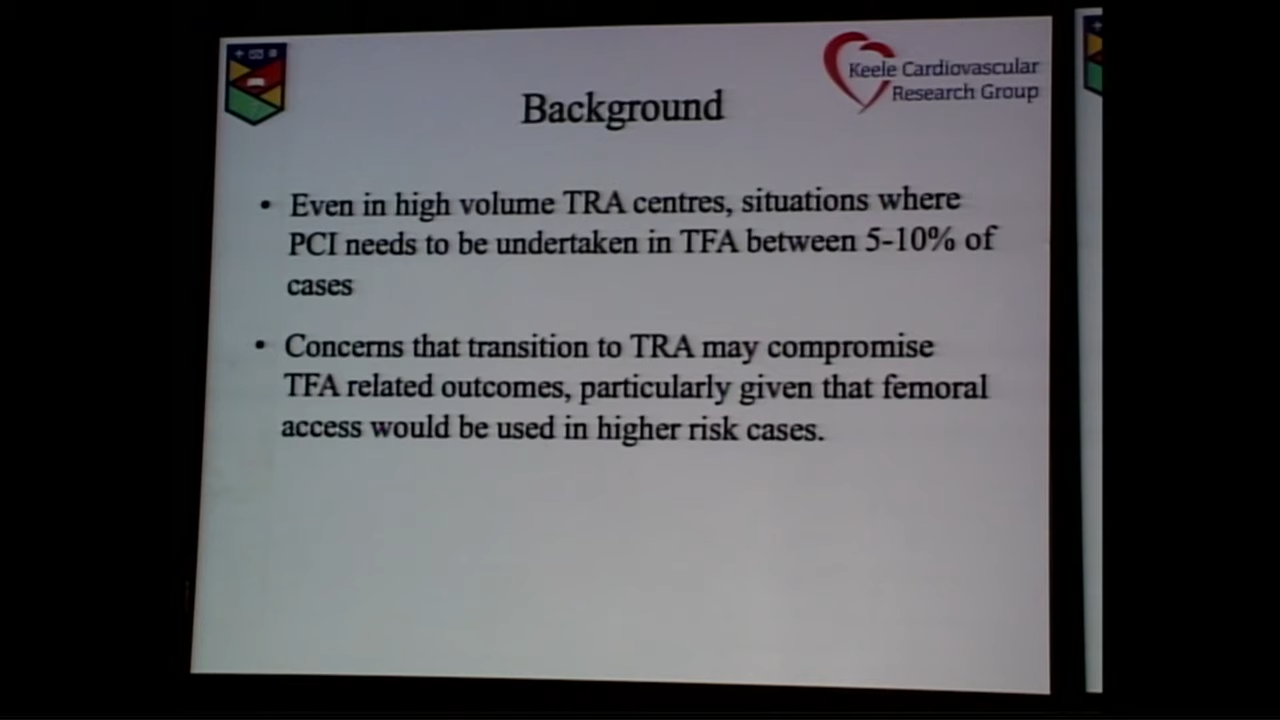 Keele Cardiovascular
Research Group
Background
• Even in high volume TRA centres, situations where
PCI needs to be undertaken in TFA between 5-10% of
cases
• Concerns that transition to TRA may compromise
TFA related outcomes, particularly given that femoral
access would be used in higher risk cases.